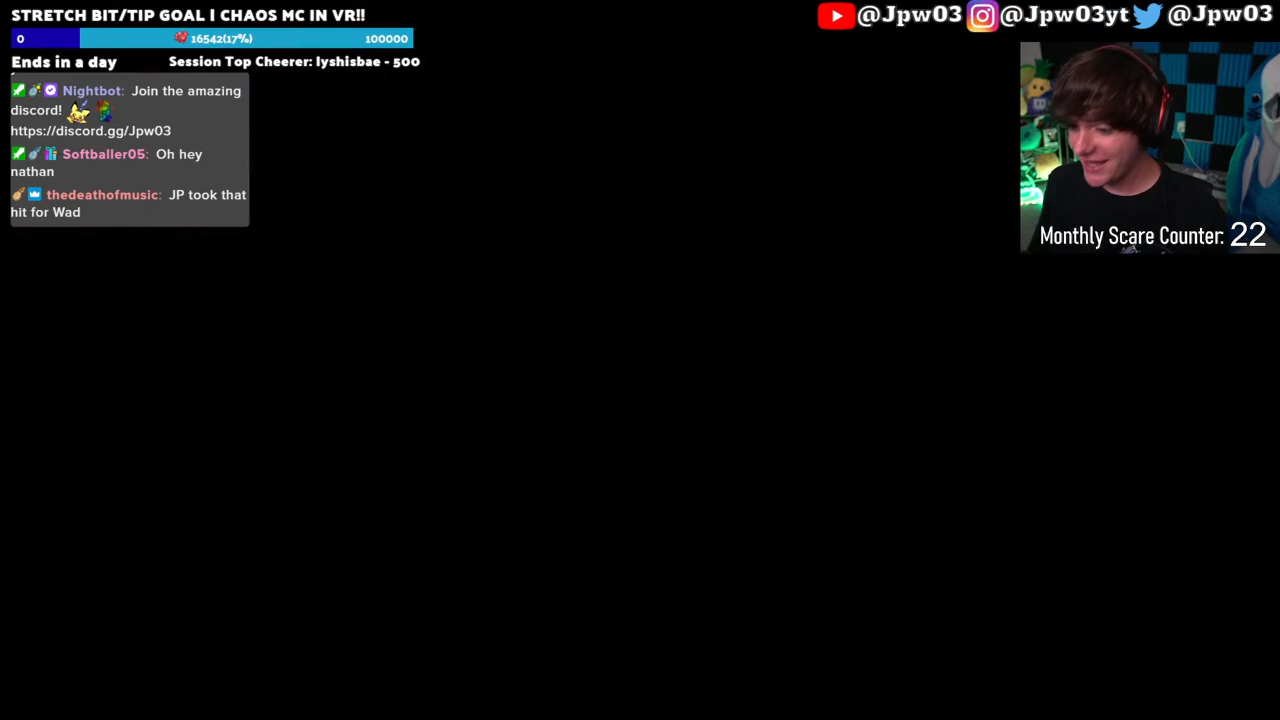 STRETCH BIT/TIP GOAL I CHAOS MC IN VR!!
0 16542(17%) 100000
Ends in a day Session Top Cheerer: lyshisbae - 500
Nightbot: Join the amazing
discord!
https://discord.gg/Jpw03
Softballer05: Oh hey
nathan
thedeathofmusic: JP took that
hit for Wad
@Jpw03 @Jpw03yt @Jpw03
Monthly Scare Counter: 22